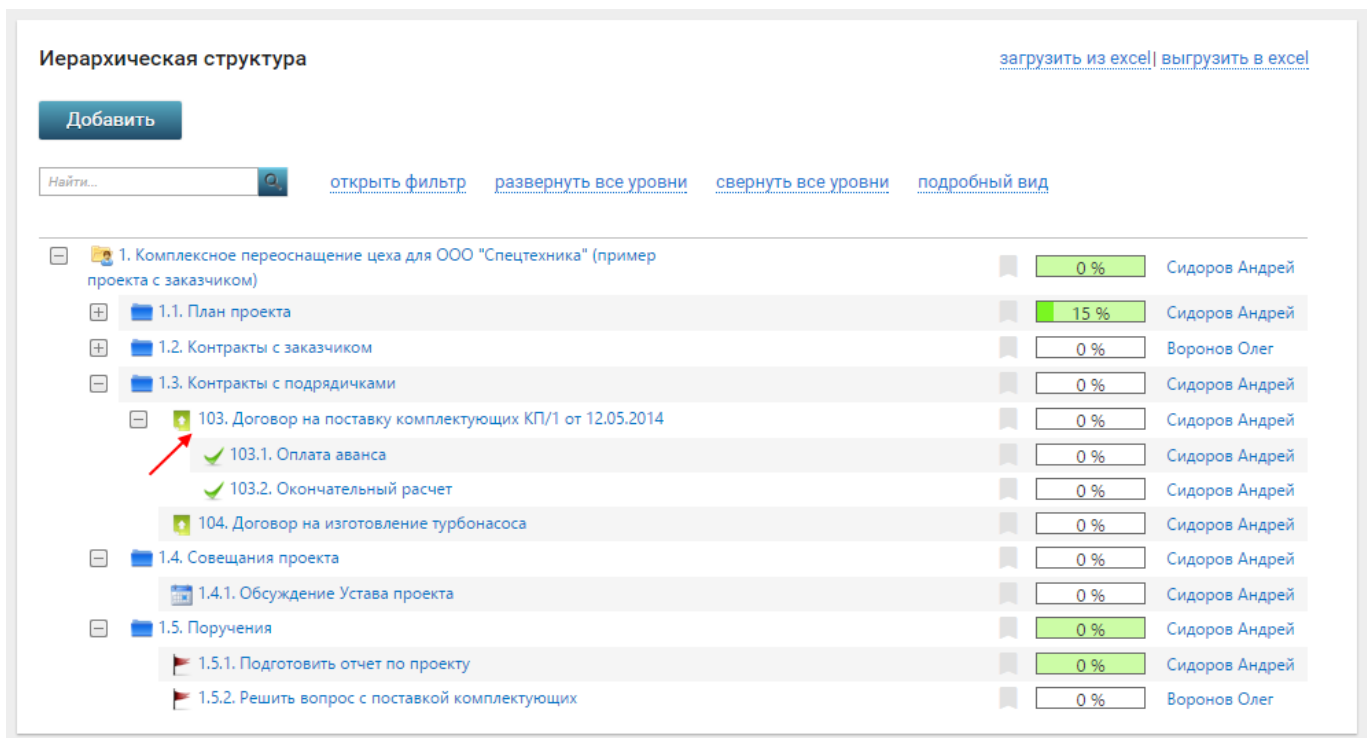 Иерархическая структура
загрузить из excel| выгрузить в excel
Добавить
Найти...
открыть фильтр развернуть все уровни свернуть все уровни подробный вид
1. Комплексное переоснащение цеха для ООО "Спецтехника" (пример
проекта с заказчиком)
0 % Сидоров Андрей
1.1. План проекта 15 % Сидоров Андрей
1.2. Контракты с заказчиком 0 % Воронов Олег
1.3. Контракты с подрядичками 0 % Сидоров Андрей
103. Договор на поставку комплектующих КП/1 от 12.05.2014 0 % Сидоров Андрей
103.1. Оплата аванса 0 % Сидоров Андрей
103.2. Окончательный расчет 0 % Сидоров Андрей
104. Договор на изготовление турбонасоса 0 % Сидоров Андрей
1.4. Совещания проекта 0 % Сидоров Андрей
1.4.1. Обсуждение Устава проекта 0 % Сидоров Андрей
1.5. Поручения 0 % Сидоров Андрей
1.5.1. Подготовить отчет по проекту 0 % Сидоров Андрей
1.5.2. Решить вопрос с поставкой комплектующих 0 % Воронов Олег